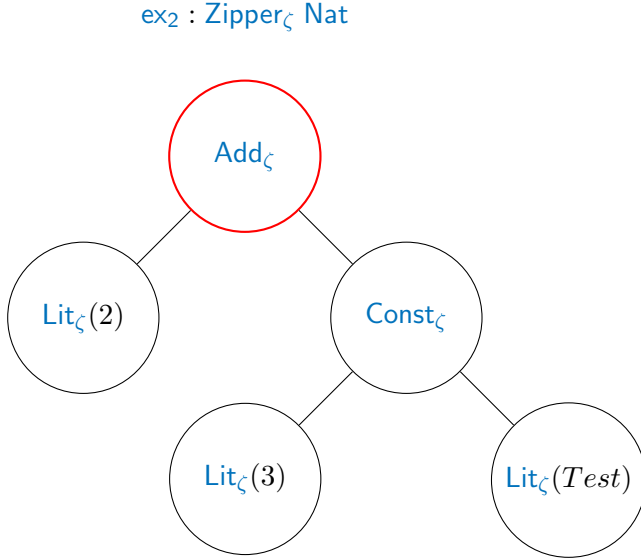 ex₂ : Zipper_ζ Nat
Add_ζ
Lit_ζ(2)
Const_ζ
Lit_ζ(3)
Lit_ζ(Test)